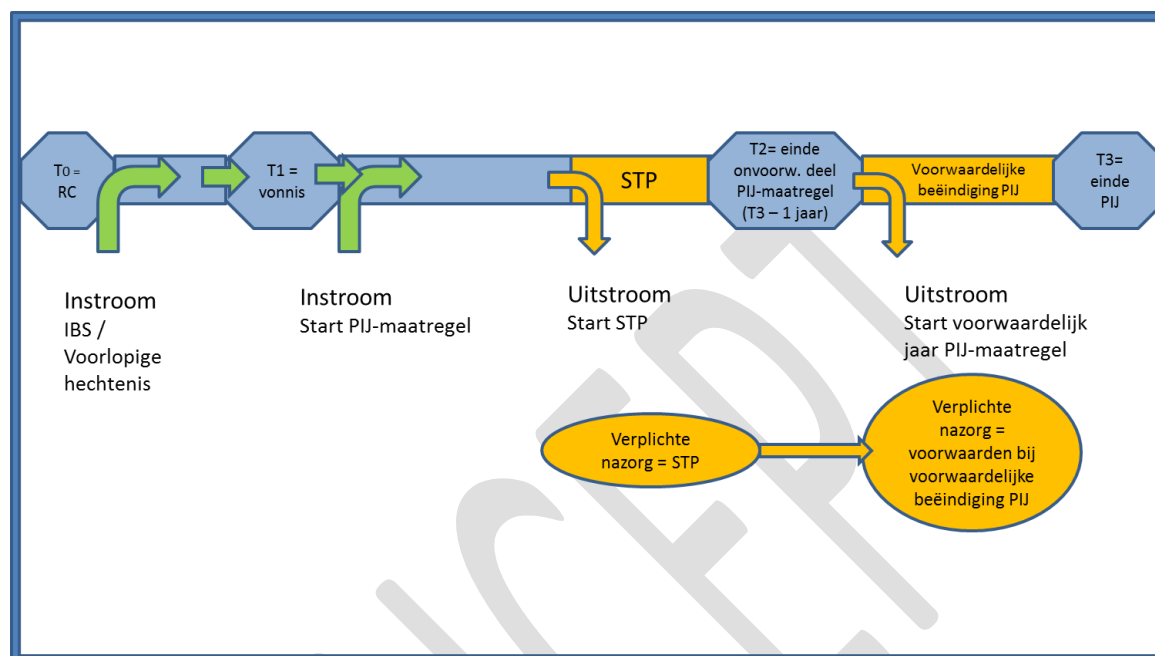 T0 =
RC
T1 =
vonnis
STP
T2= einde
onvoorw. deel
PIJ-maatregel
(T3 – 1 jaar)
Voorwaardelijke
beëindiging PIJ
T3=
einde
PIJ
Instroom
IBS /
Voorlopige
hechtenis
Instroom
Start PIJ-maatregel
Uitstroom
Start STP
Uitstroom
Start voorwaardelijk
jaar PIJ-maatregel
Verplichte
nazorg = STP
Verplichte
nazorg =
voorwaarden bij
voorwaardelijke
beëindiging PIJ